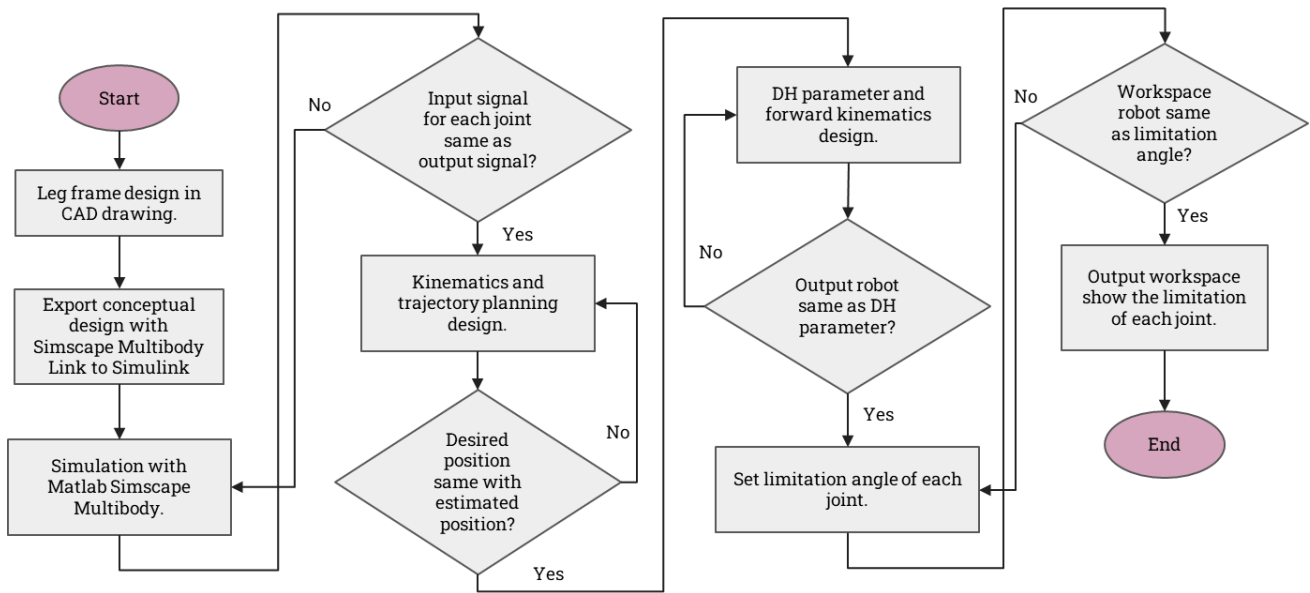 Start
Leg frame design in
CAD drawing.
Export conceptual
design with
Simscape Multibody
Link to Simulink
Simulation with
Matlab Simscape
Multibody.
No
Input signal
for each joint
same as
output signal?
Yes
Kinematics and
trajectory planning
design.
Desired
position
same with
estimated
position?
No
Yes
DH parameter and
forward kinematics
design.
No
Output robot
same as DH
parameter?
Yes
Set limitation angle of each
joint.
No
Workspace
robot same
as limitation
angle?
Yes
Output workspace
show the limitation
of each joint.
End